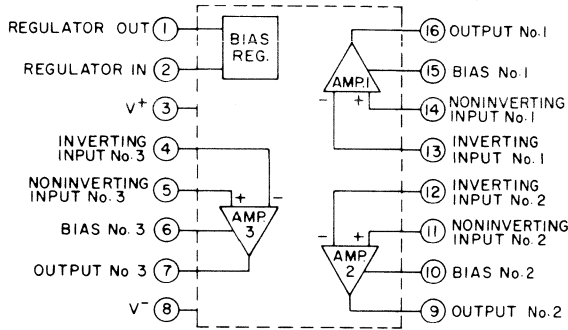 REGULATOR OUT 1
REGULATOR IN 2
V+ 3
INVERTING
INPUT No.3 4
NONINVERTING
INPUT No.3 5
BIAS No.3 6
OUTPUT No 3 7
V- 8
BIAS
REG.
- +
AMP.
3
AMP.1
- +
- +
AMP.
2
16 OUTPUT No.1
15 BIAS No.1
14 NONINVERTING
INPUT No.1
13 INVERTING
INPUT No.1
12 INVERTING
INPUT No.2
11 NONINVERTING
INPUT No.2
10 BIAS No.2
9 OUTPUT No.2